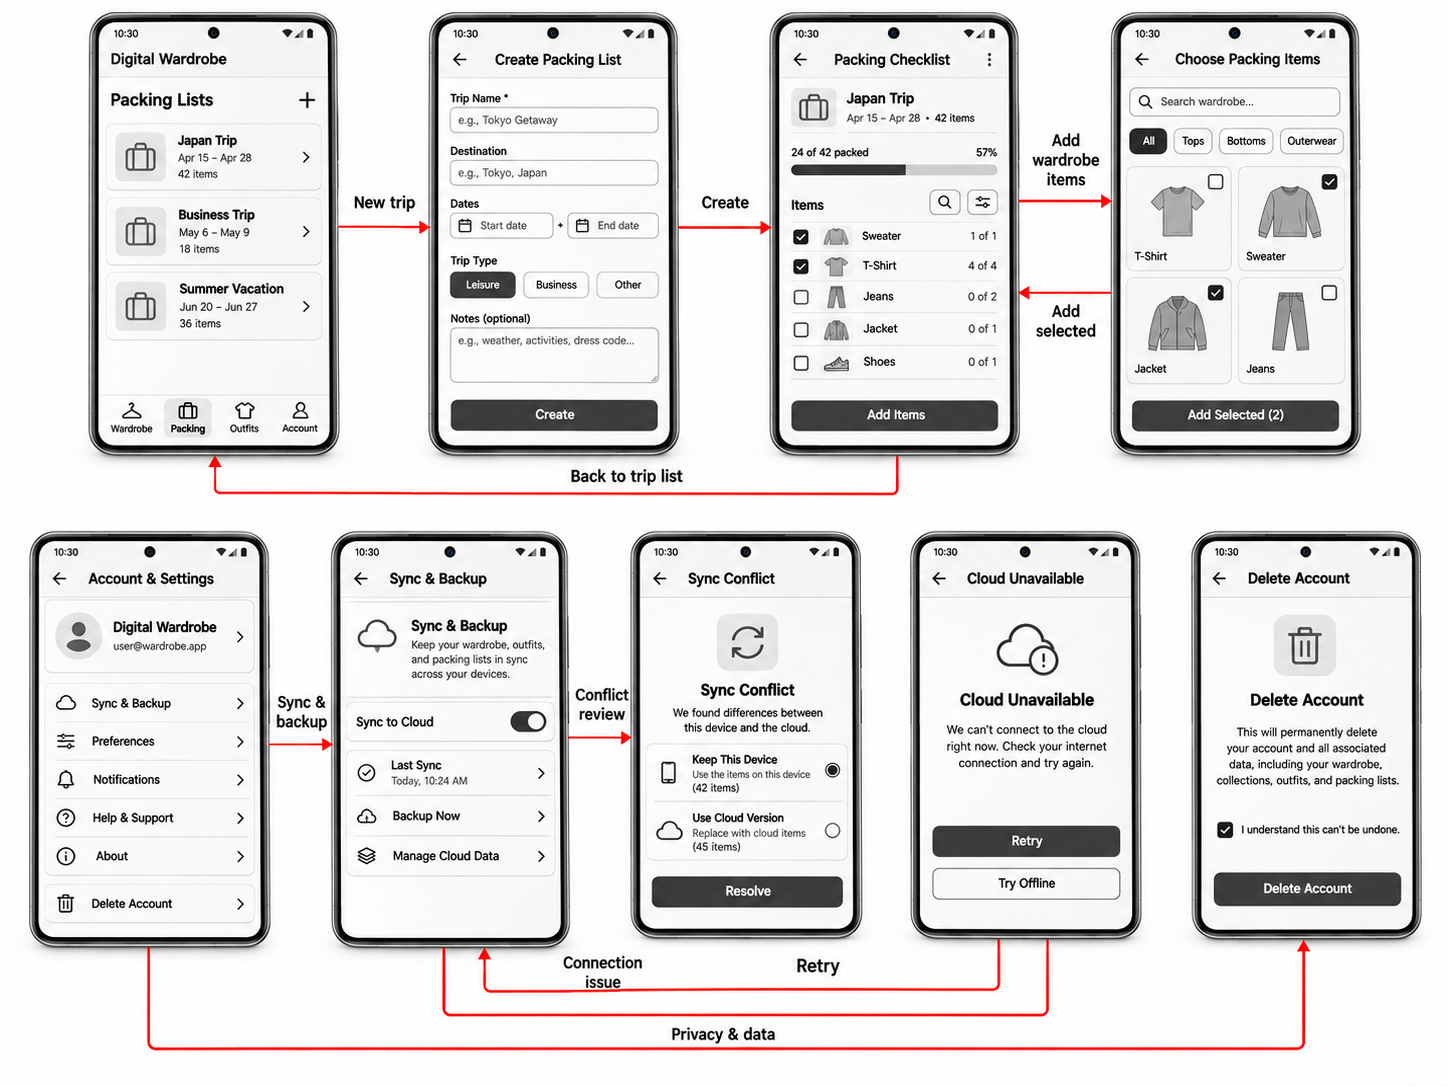 10:30
Digital Wardrobe
Packing Lists
Japan Trip
Apr 15 – Apr 28
42 items
Business Trip
May 6 – May 9
18 items
Summer Vacation
Jun 20 – Jun 27
36 items
Wardrobe
Packing
Outfits
Account
New trip
10:30
Create Packing List
Trip Name *
e.g., Tokyo Getaway
Destination
e.g., Tokyo, Japan
Dates
Start date
End date
Trip Type
Leisure
Business
Other
Notes (optional)
e.g., weather, activities, dress code...
Create
Create
10:30
Packing Checklist
Japan Trip
Apr 15 – Apr 28 • 42 items
24 of 42 packed
57%
Items
Sweater 1 of 1
T-Shirt 4 of 4
Jeans 0 of 2
Jacket 0 of 1
Shoes 0 of 1
Add Items
Add
wardrobe
items
Add
selected
10:30
Choose Packing Items
Search wardrobe...
All
Tops
Bottoms
Outerwear
T-Shirt
Sweater
Jacket
Jeans
Add Selected (2)
Back to trip list
10:30
Account & Settings
Digital Wardrobe
user@wardrobe.app
Sync & Backup
Preferences
Notifications
Help & Support
About
Delete Account
Sync &
backup
10:30
Sync & Backup
Sync & Backup
Keep your wardrobe, outfits,
and packing lists in sync
across your devices.
Sync to Cloud
Last Sync
Today, 10:24 AM
Backup Now
Manage Cloud Data
Conflict
review
10:30
Sync Conflict
Sync Conflict
We found differences between
this device and the cloud.
Keep This Device
Use the items on this device
(42 items)
Use Cloud Version
Replace with cloud items
(45 items)
Resolve
10:30
Cloud Unavailable
Cloud Unavailable
We can't connect to the cloud
right now. Check your internet
connection and try again.
Retry
Try Offline
10:30
Delete Account
Delete Account
This will permanently delete
your account and all associated
data, including your wardrobe,
collections, outfits, and packing lists.
I understand this can't be undone.
Delete Account
Connection
issue
Retry
Privacy & data